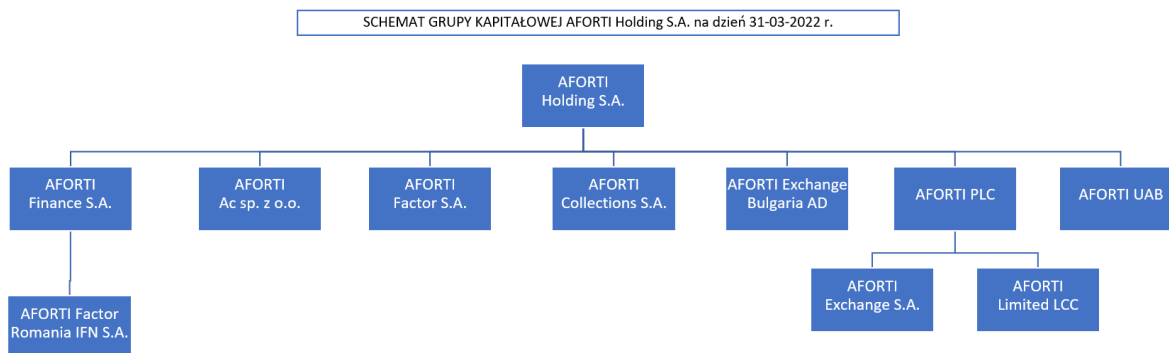 SCHEMAT GRUPY KAPITAŁOWEJ AFORTI Holding S.A. na dzień 31-03-2022 r.
AFORTI
Holding S.A.
AFORTI
Finance S.A.
AFORTI
Ac sp. z o.o.
AFORTI
Factor S.A.
AFORTI
Collections S.A.
AFORTI Exchange
Bulgaria AD
AFORTI PLC
AFORTI UAB
AFORTI Factor
Romania IFN S.A.
AFORTI
Exchange S.A.
AFORTI
Limited LCC